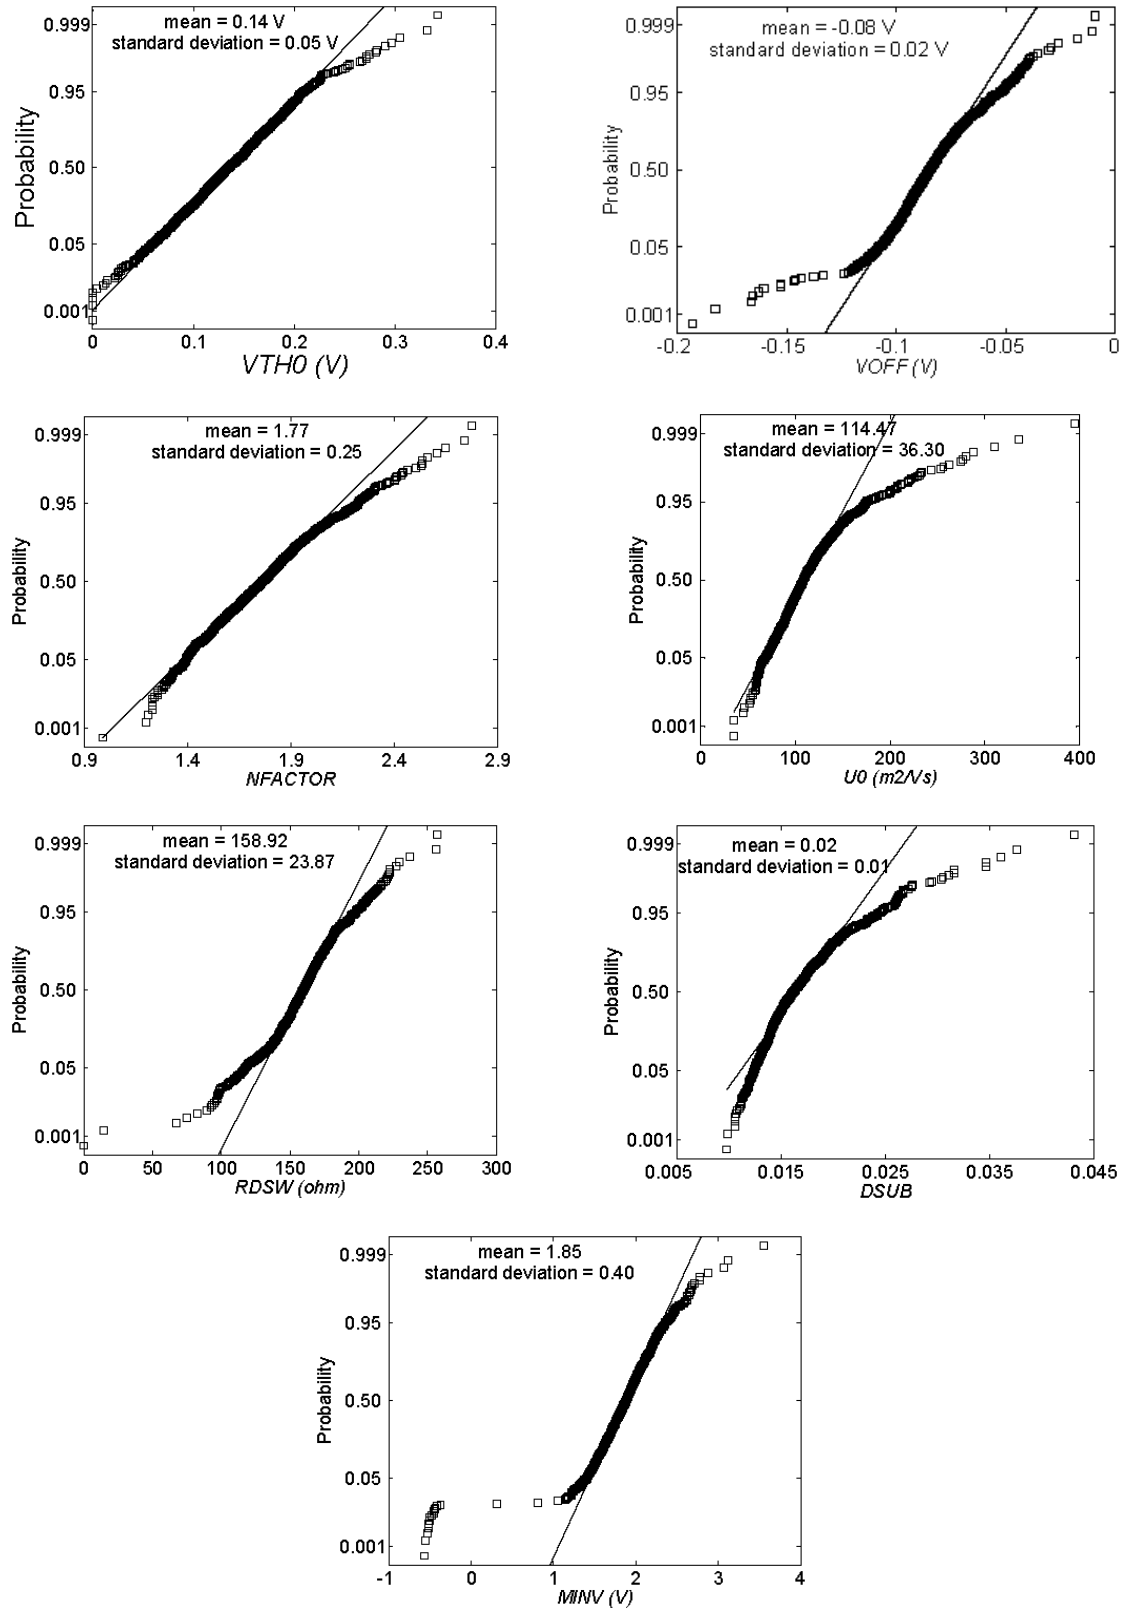 mean = 0.14 V
standard deviation = 0.05 V
0.999
0.95
0.50
0.05
0.001
Probability
0 0.1 0.2 0.3 0.4
VTH0 (V)
mean = -0.08 V
standard deviation = 0.02 V
0.999
0.95
0.50
0.05
0.001
Probability
-0.2 -0.15 -0.1 -0.05 0
VOFF (V)
mean = 1.77
standard deviation = 0.25
0.999
0.95
0.50
0.05
0.001
Probability
0.9 1.4 1.9 2.4 2.9
NFACTOR
mean = 114.47
standard deviation = 36.30
0.999
0.95
0.50
0.05
0.001
Probability
0 100 200 300 400
U0 (m2/Vs)
mean = 158.92
standard deviation = 23.87
0.999
0.95
0.50
0.05
0.001
Probability
0 50 100 150 200 250 300
RDSW (ohm)
mean = 0.02
standard deviation = 0.01
0.999
0.95
0.50
0.05
0.001
Probability
0.005 0.015 0.025 0.035 0.045
DSUB
mean = 1.85
standard deviation = 0.40
0.999
0.95
0.50
0.05
0.001
Probability
-1 0 1 2 3 4
MINV (V)